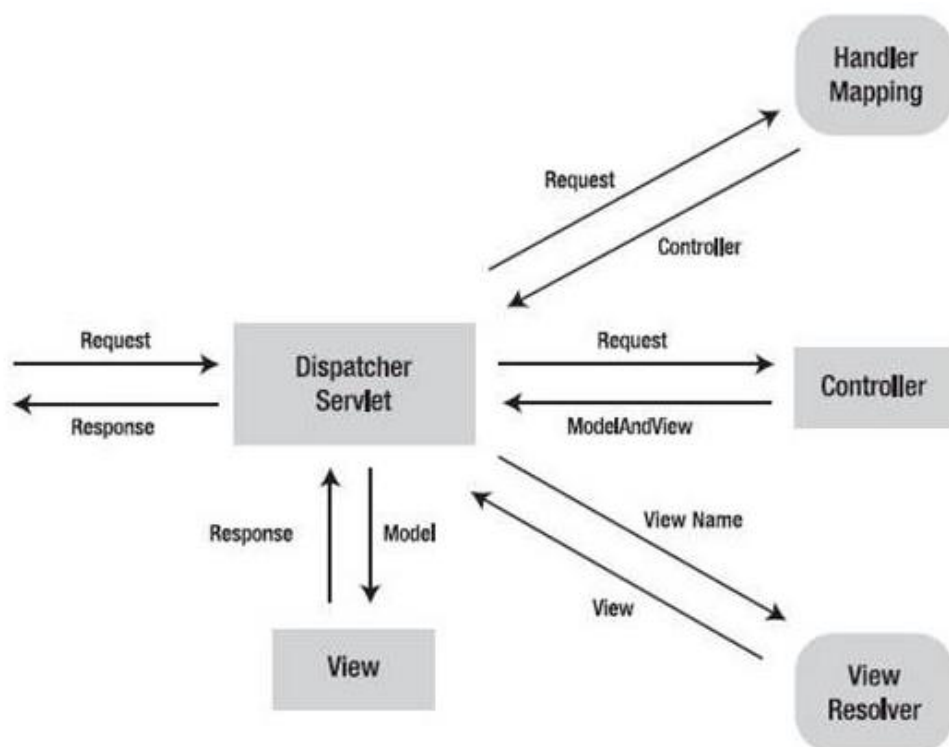 Handler
Mapping
Request
Controller
Request
Response
Dispatcher
Servlet
Request
ModelAndView
Controller
Response
Model
View Name
View
View
View
Resolver